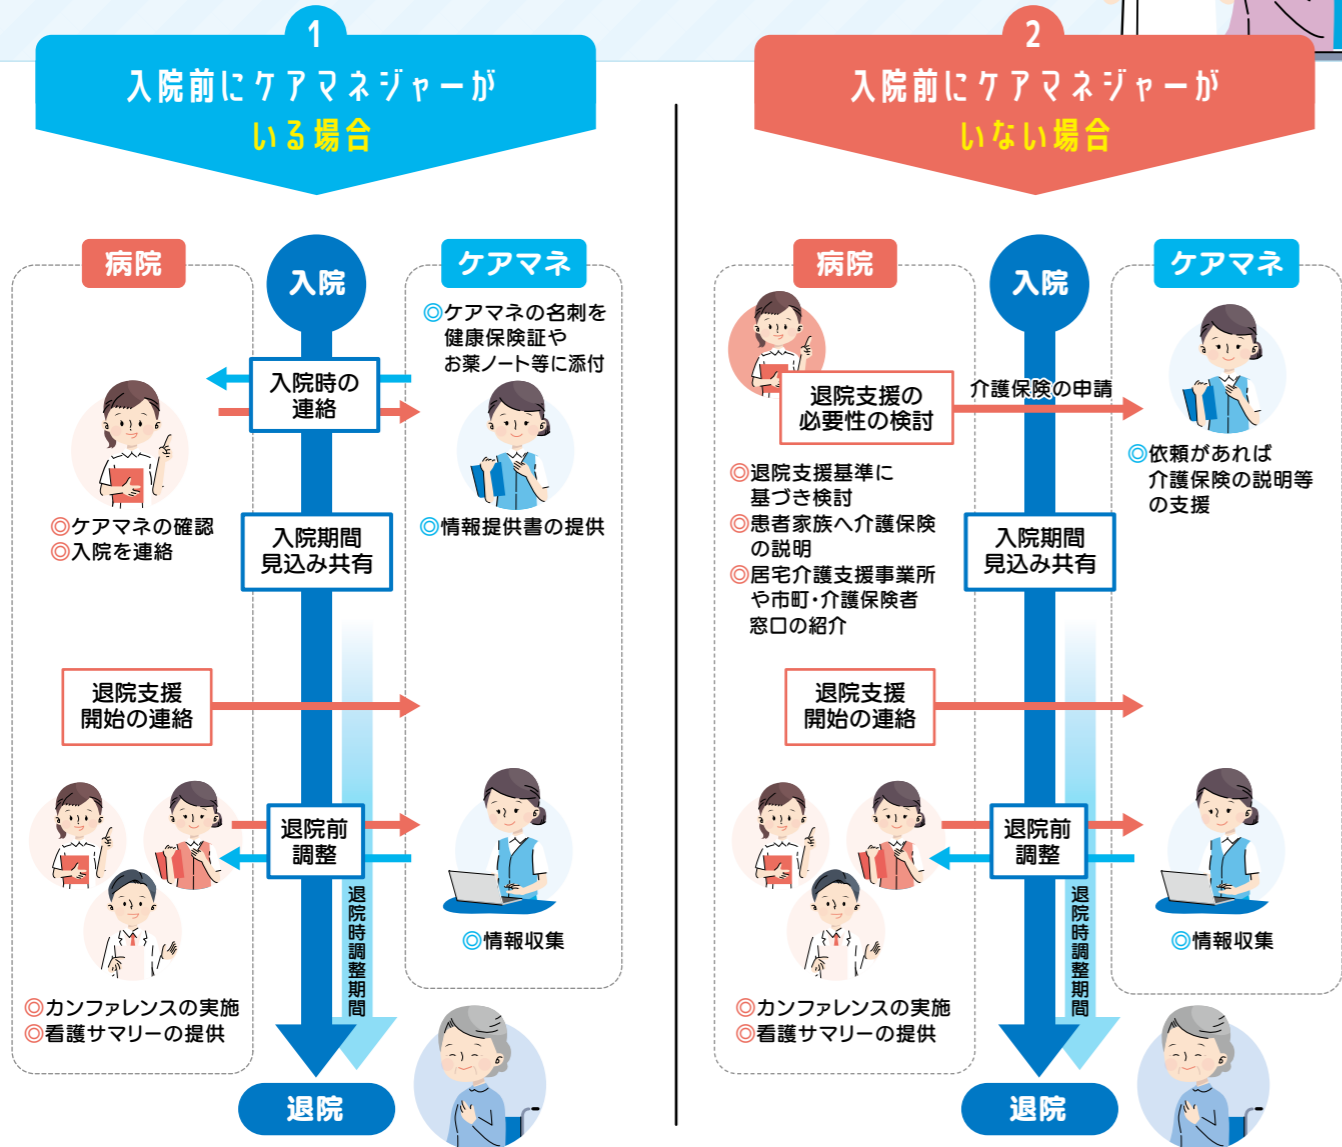 1
入院前にケアマネジャーが
いる場合
病院
入院
ケアマネ
◎ケアマネの名刺を
健康保険証や
お薬ノート等に添付
入院時の
連絡
◎ケアマネの確認
◎入院を連絡
入院期間
見込み共有
◎情報提供書の提供
退院支援
開始の連絡
退院前
調整
退院時調整期間
◎情報収集
◎カンファレンスの実施
◎看護サマリーの提供
退院
2
入院前にケアマネジャーが
いない場合
病院
入院
ケアマネ
退院支援の
必要性の検討
介護保険の申請
◎依頼があれば
介護保険の説明等
の支援
◎退院支援基準に
基づき検討
◎患者家族へ介護保険
の説明
◎居宅介護支援事業所
や市町・介護保険者
窓口の紹介
入院期間
見込み共有
退院支援
開始の連絡
退院前
調整
退院時調整期間
◎情報収集
◎カンファレンスの実施
◎看護サマリーの提供
退院